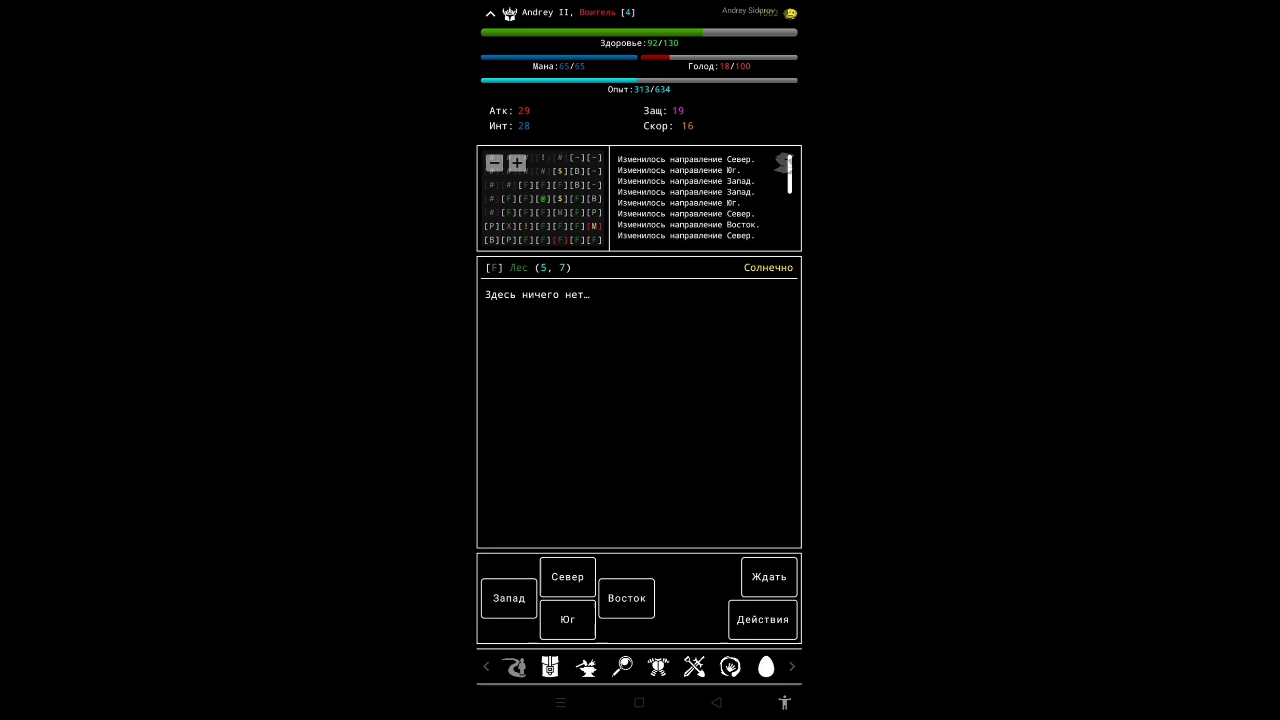 Andrey II, Воитель [4]
Andrey Sidorov
Здоровье:92/130
Мана:65/65
Голод:18/100
Опыт:313/634
Атк: 29
Защ: 19
Инт: 28
Скор: 16
Изменилось направление Север.
Изменилось направление Юг.
Изменилось направление Запад.
Изменилось направление Запад.
Изменилось направление Юг.
Изменилось направление Север.
Изменилось направление Восток.
Изменилось направление Север.
[#][F][F][@][$][F][B]
[P][X][!][F][F][F][M]
[B][P][F][F][F][F][F]
[F] Лес (5, 7)
Солнечно
Здесь ничего нет…
Север
Ждать
Запад
Восток
Юг
Действия